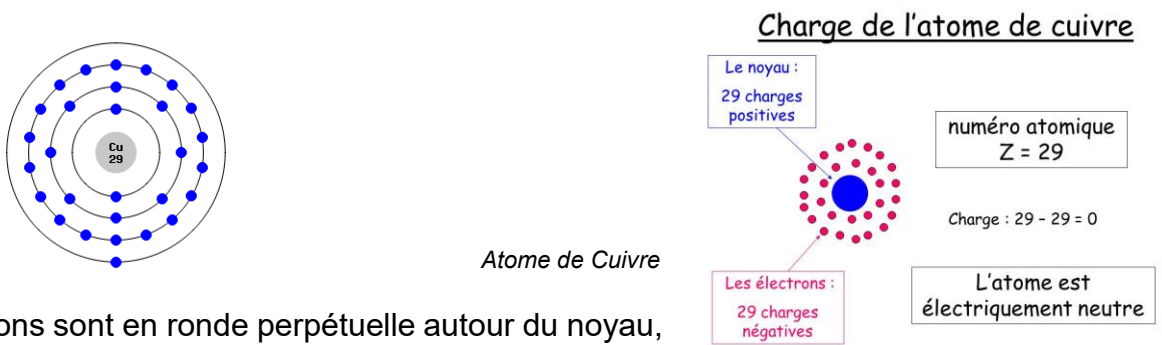 Charge de l'atome de cuivre
Le noyau :
29 charges
positives
numéro atomique
Z = 29
Cu
29
Charge : 29 - 29 = 0
Atome de Cuivre
Les électrons :
29 charges
négatives
L'atome est
électriquement neutre
ons sont en ronde perpétuelle autour du noyau,